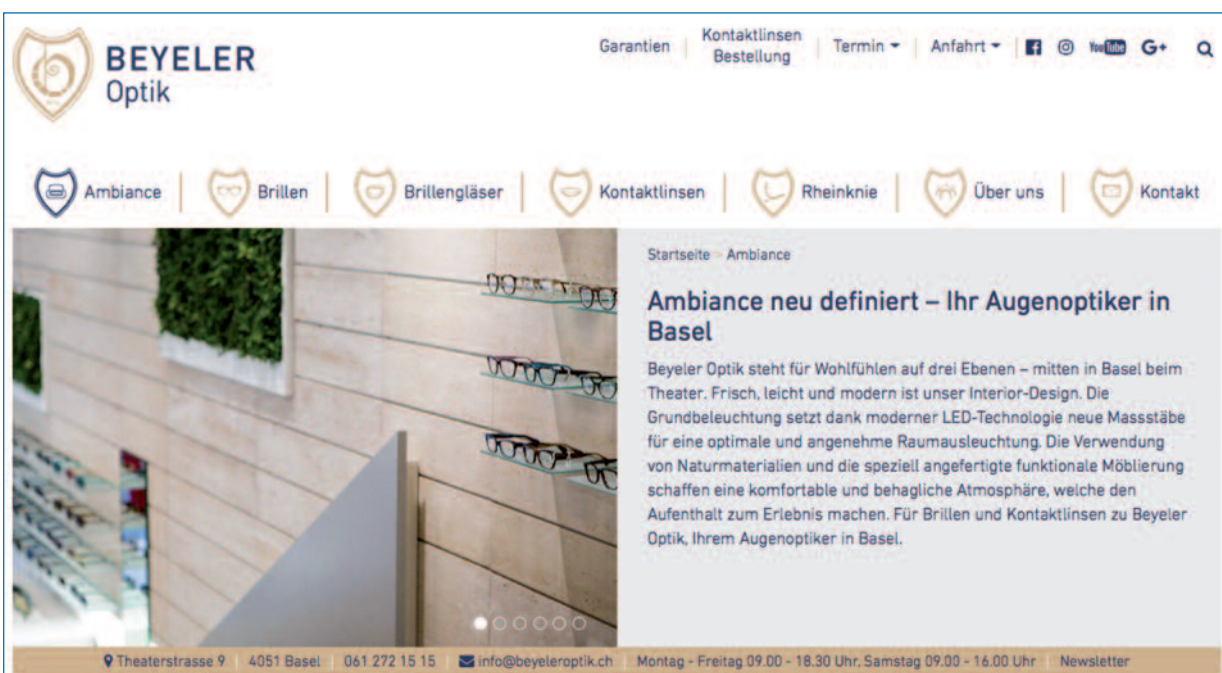 BEYELER
Optik
Garantien
Kontaktlinsen
Bestellung
Termin
Anfahrt
YouTube
G+
Ambiance
Brillen
Brillengläser
Kontaktlinsen
Rheinknie
Über uns
Kontakt
Startseite > Ambiance
Ambiance neu definiert – Ihr Augenoptiker in
Basel
Beyeler Optik steht für Wohlfühlen auf drei Ebenen – mitten in Basel beim
Theater. Frisch, leicht und modern ist unser Interior-Design. Die
Grundbeleuchtung setzt dank moderner LED-Technologie neue Massstäbe
für eine optimale und angenehme Raumausleuchtung. Die Verwendung
von Naturmaterialien und die speziell angefertigte funktionale Möblierung
schaffen eine komfortable und behagliche Atmosphäre, welche den
Aufenthalt zum Erlebnis machen. Für Brillen und Kontaktlinsen zu Beyeler
Optik, Ihrem Augenoptiker in Basel.
Theaterstrasse 9 | 4051 Basel | 061 272 15 15 | info@beyeleroptik.ch | Montag - Freitag 09.00 - 18.30 Uhr, Samstag 09.00 - 16.00 Uhr | Newsletter